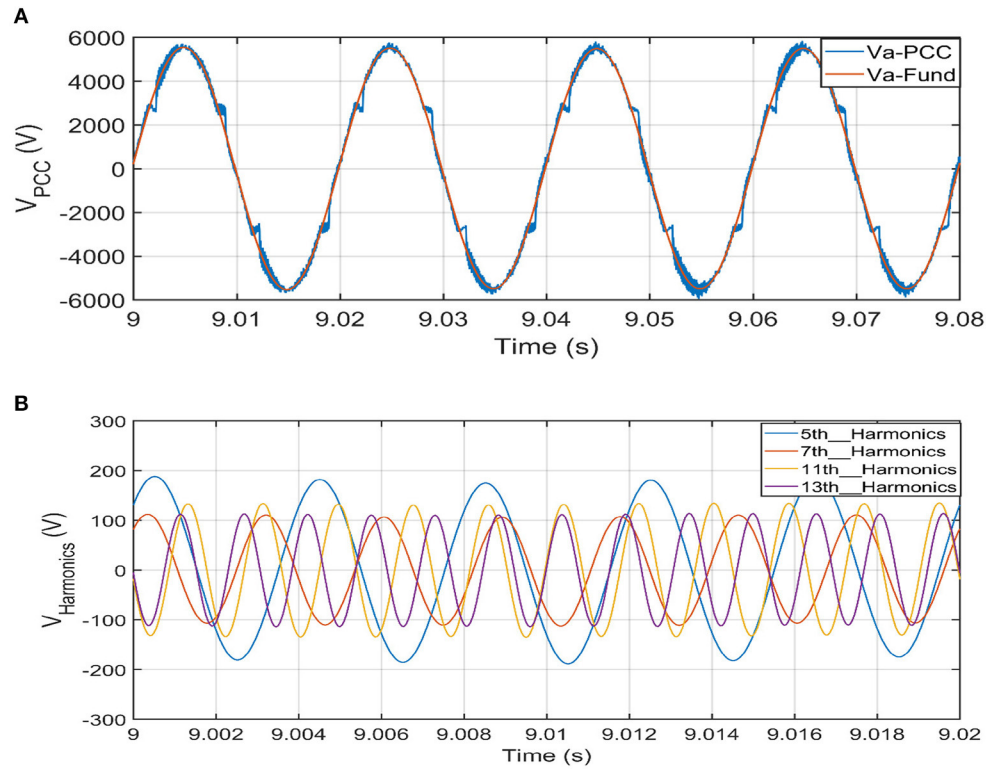 A
6000
4000
2000
0
-2000
-4000
-6000
V_PCC (V)
Va-PCC
Va-Fund
9 9.01 9.02 9.03 9.04 9.05 9.06 9.07 9.08
Time (s)
B
300
200
100
0
-100
-200
-300
V_Harmonics (V)
5th__Harmonics
7th__Harmonics
11th__Harmonics
13th__Harmonics
9 9.002 9.004 9.006 9.008 9.01 9.012 9.014 9.016 9.018 9.02
Time (s)